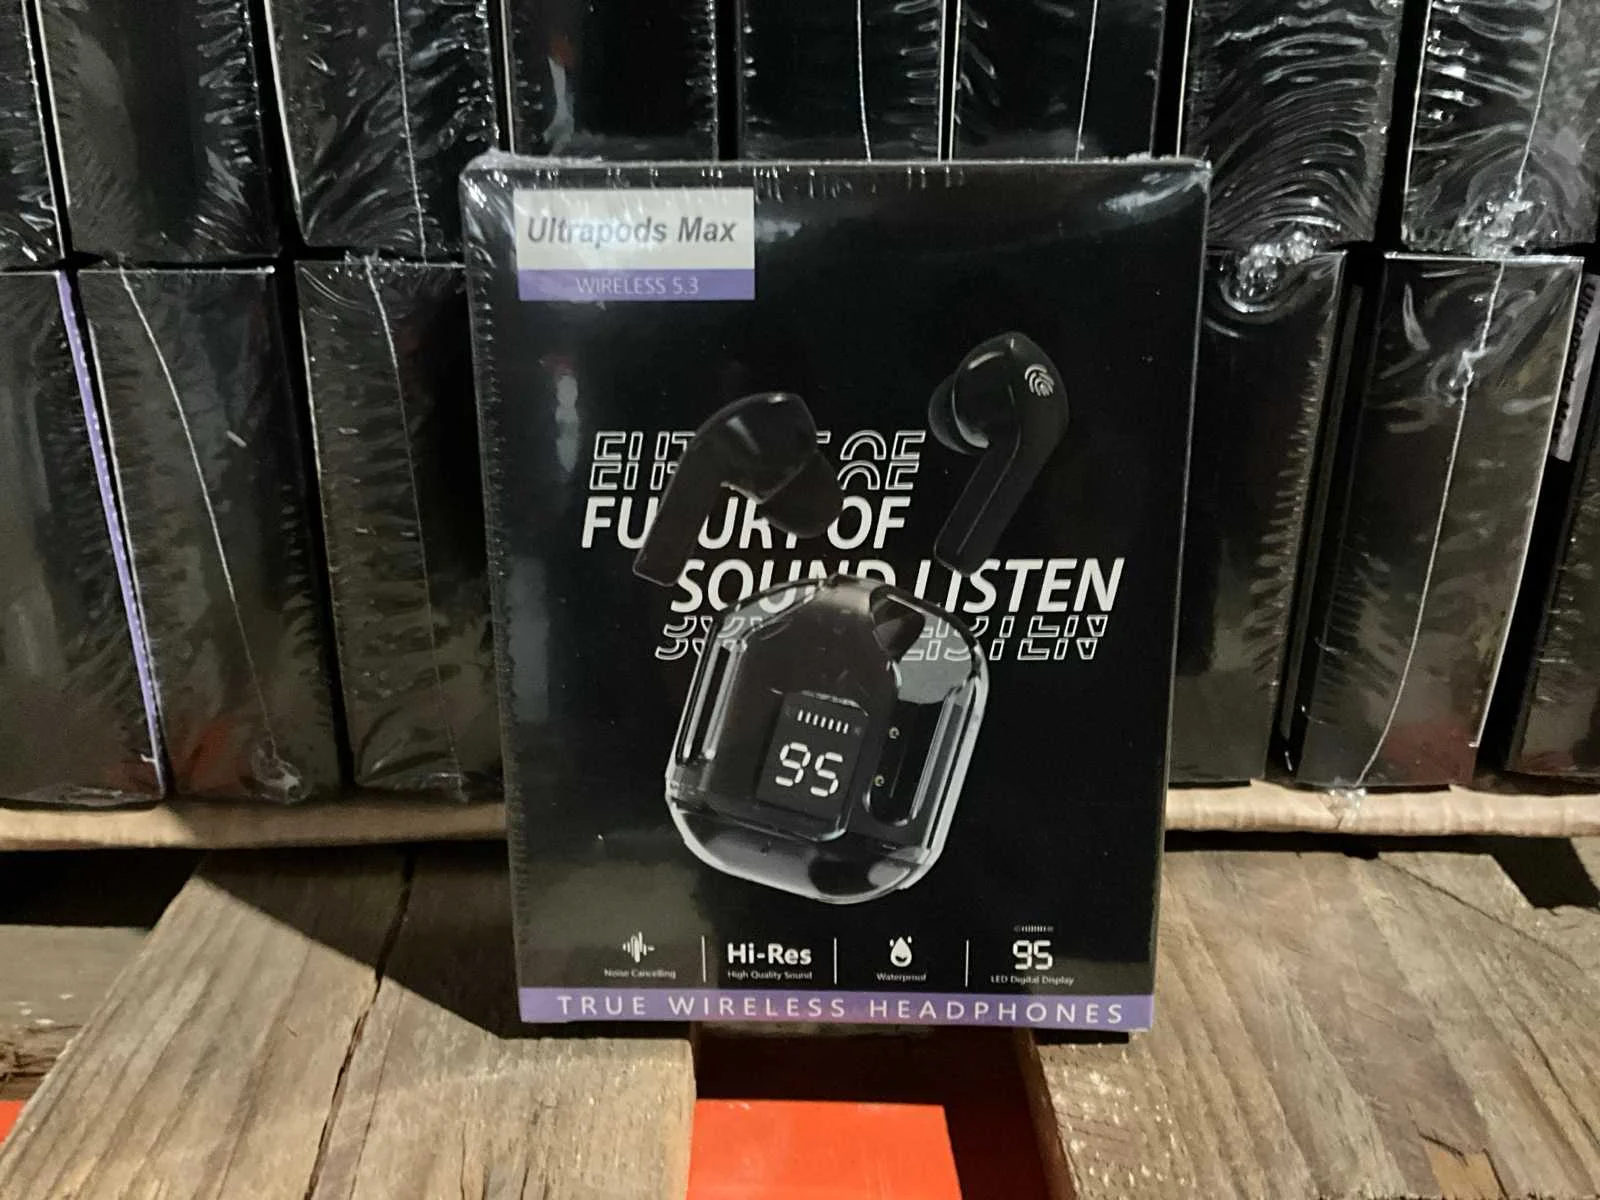 Ultrapods Max
WIRELESS 5.3
FUTURE OF
SOUND LISTEN
95
Noise Cancelling
Hi-Res
High Quality Sound
Waterproof
95
LED Digital Display
TRUE WIRELESS HEADPHONES